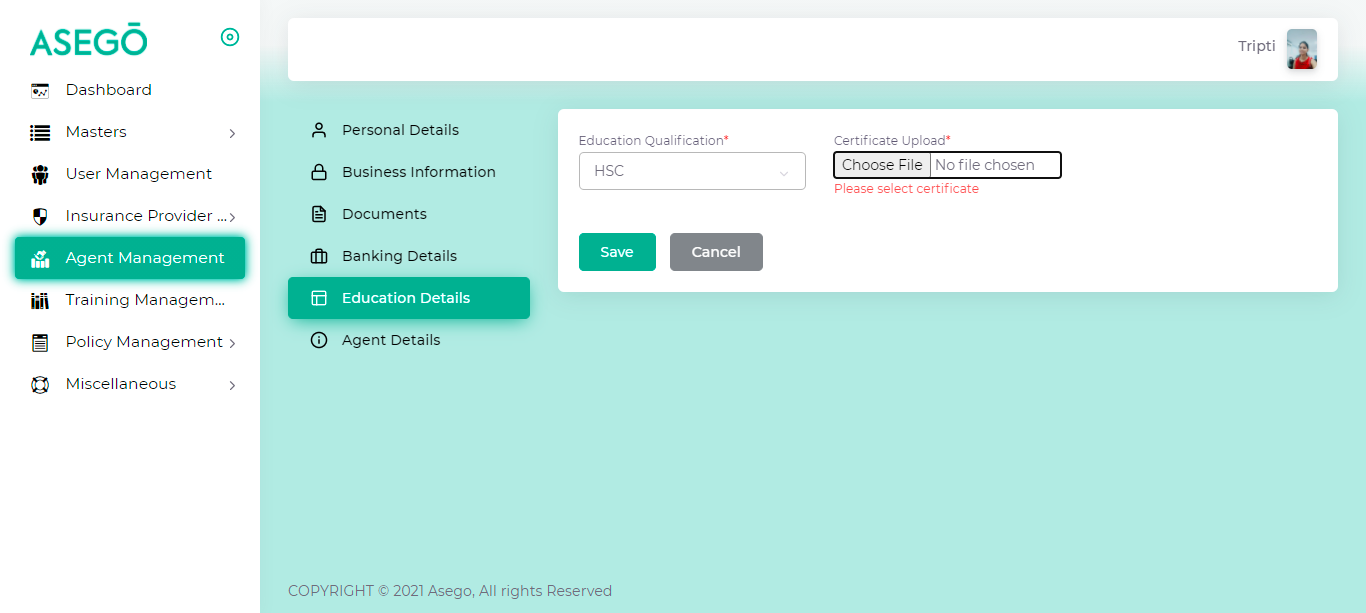 ASEGO
Tripti
Dashboard
Masters
User Management
Insurance Provider ...
Agent Management
Training Managem...
Policy Management
Miscellaneous
Personal Details
Business Information
Documents
Banking Details
Education Details
Agent Details
Education Qualification*
HSC
Certificate Upload*
Choose File No file chosen
Please select certificate
Save
Cancel
COPYRIGHT © 2021 Asego, All rights Reserved